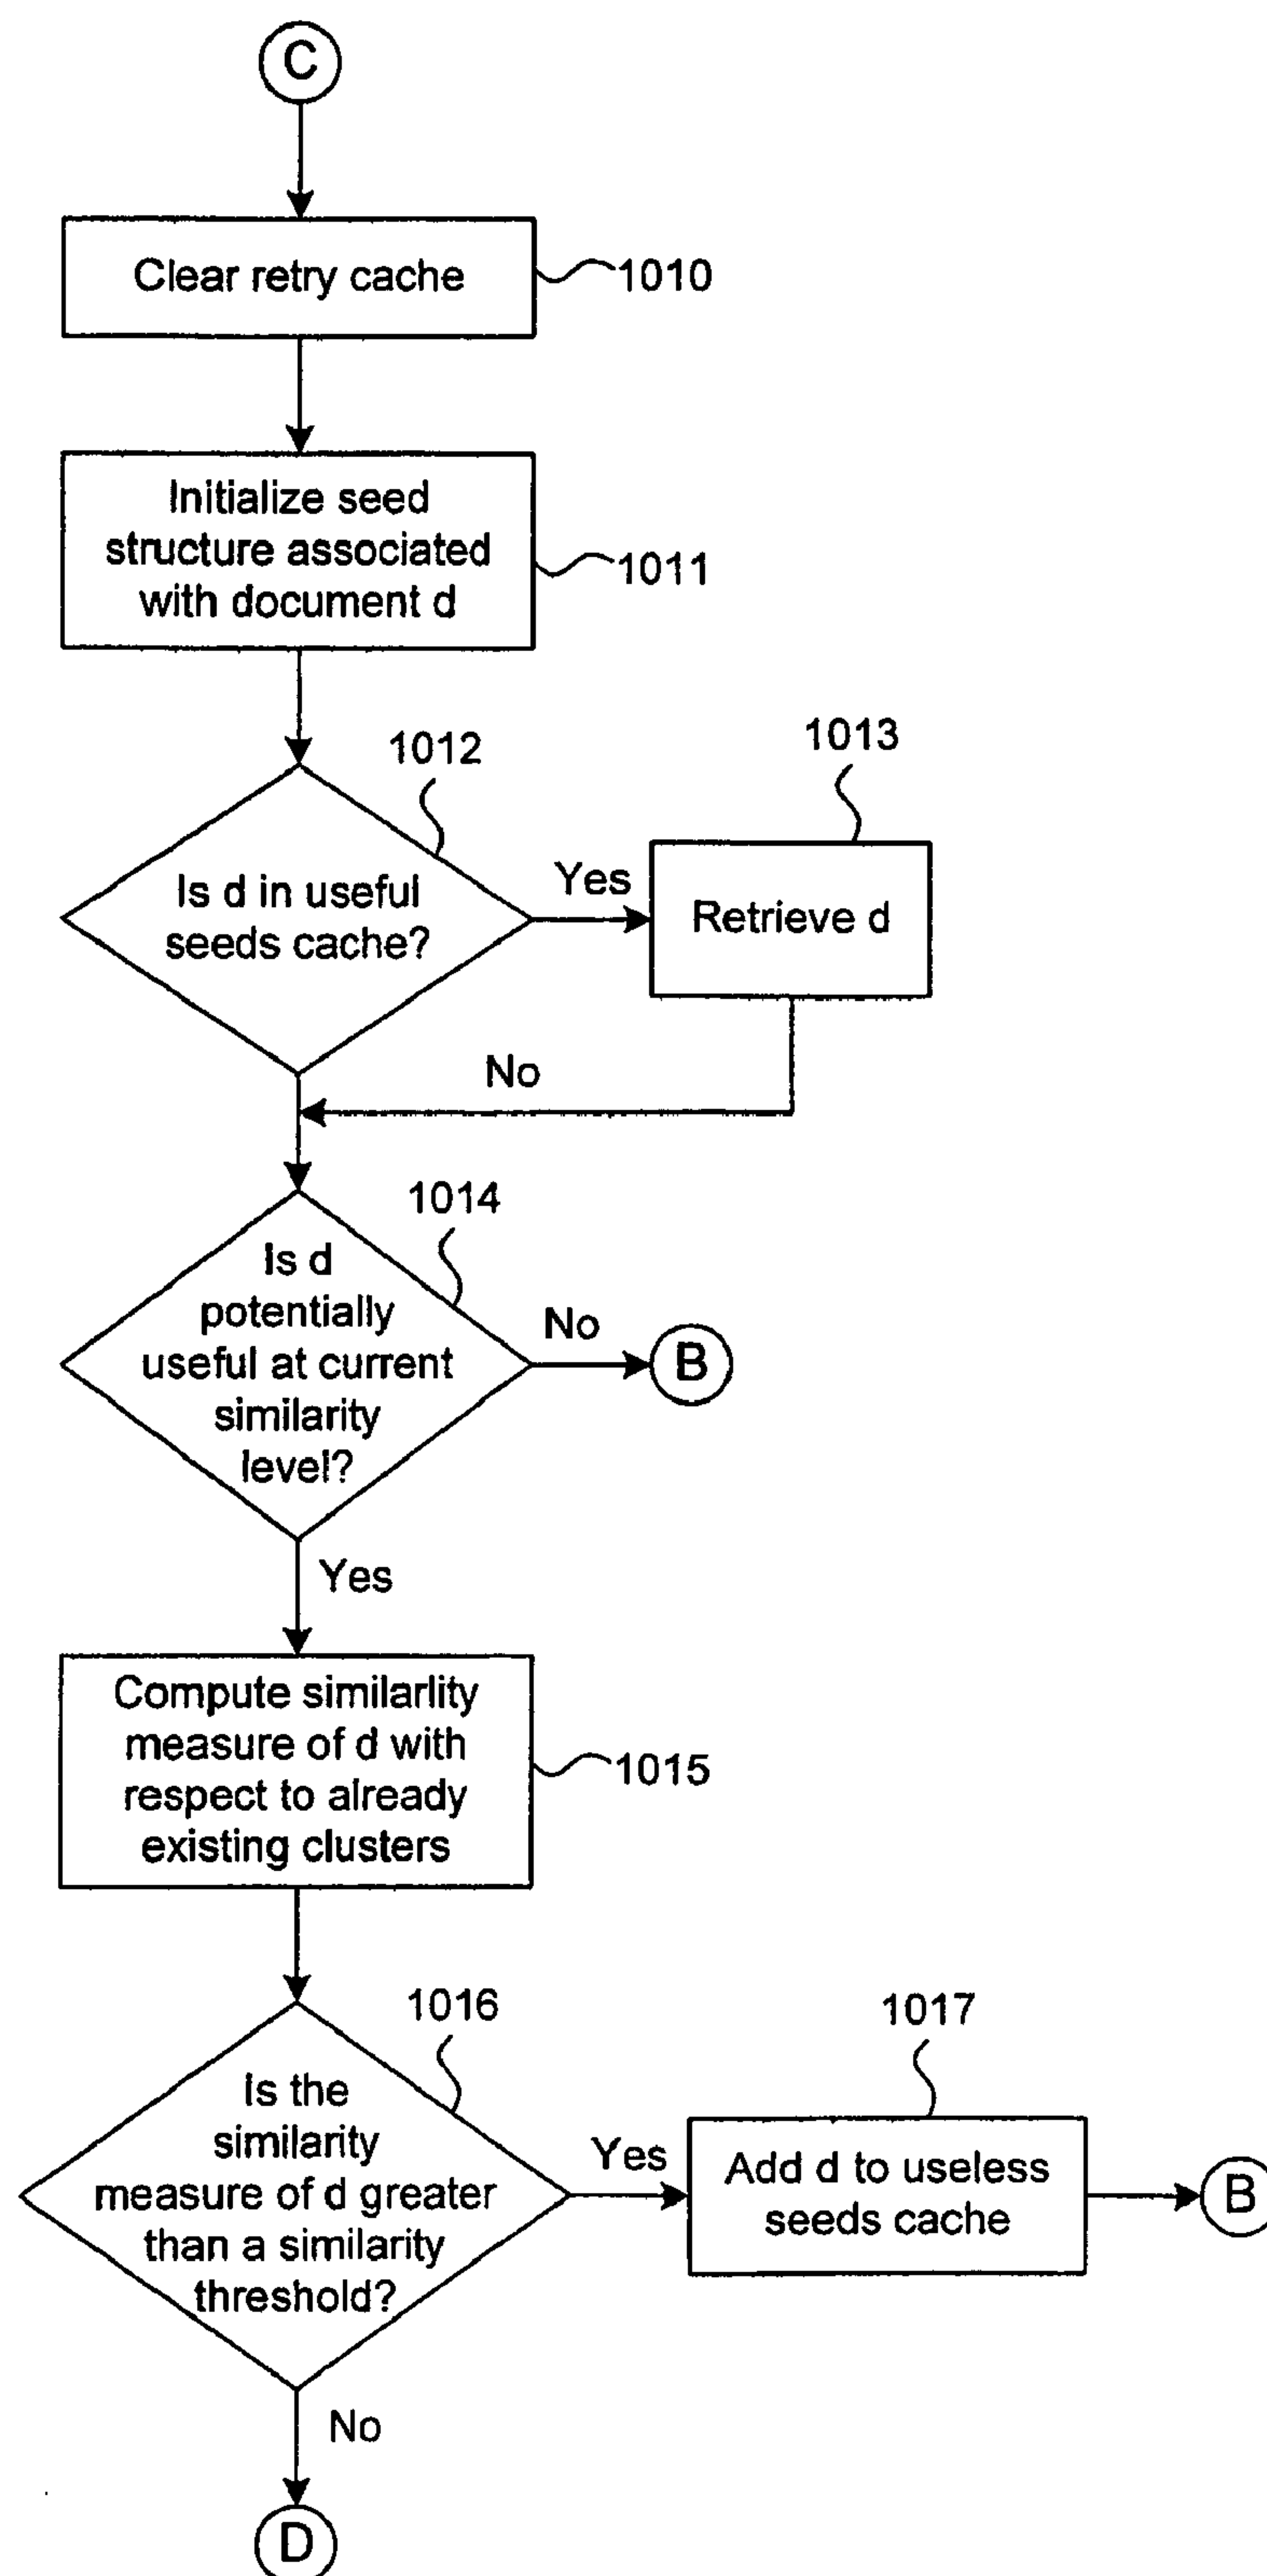 C
Clear retry cache
1010
Initialize seed
structure associated
with document d
1011
1012
Is d in useful
seeds cache?
Yes
1013
Retrieve d
No
1014
Is d
potentially
useful at current
similarity
level?
No
B
Yes
Compute similarlity
measure of d with
respect to already
existing clusters
1015
1016
Is the
similarity
measure of d greater
than a similarity
threshold?
Yes
1017
Add d to useless
seeds cache
B
No
D